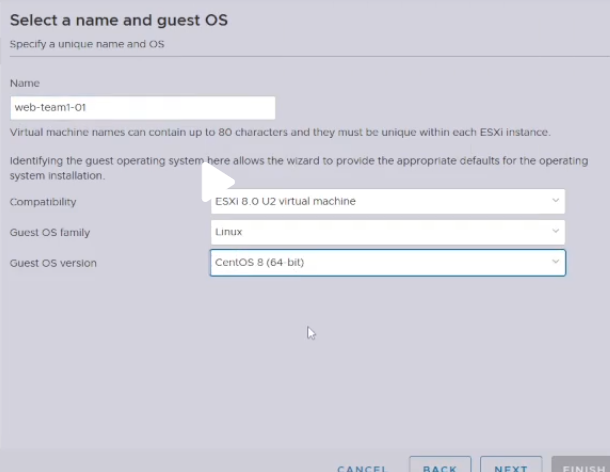 Select a name and guest OS
Specify a unique name and OS
Name
web-team1-01
Virtual machine names can contain up to 80 characters and they must be unique within each ESXi instance.
Identifying the guest operating system here allows the wizard to provide the appropriate defaults for the operating
system installation.
Compatibility
ESXi 8.0 U2 virtual machine
Guest OS family
Linux
Guest OS version
CentOS 8 (64-bit)
CANCEL
BACK
NEXT
FINISH